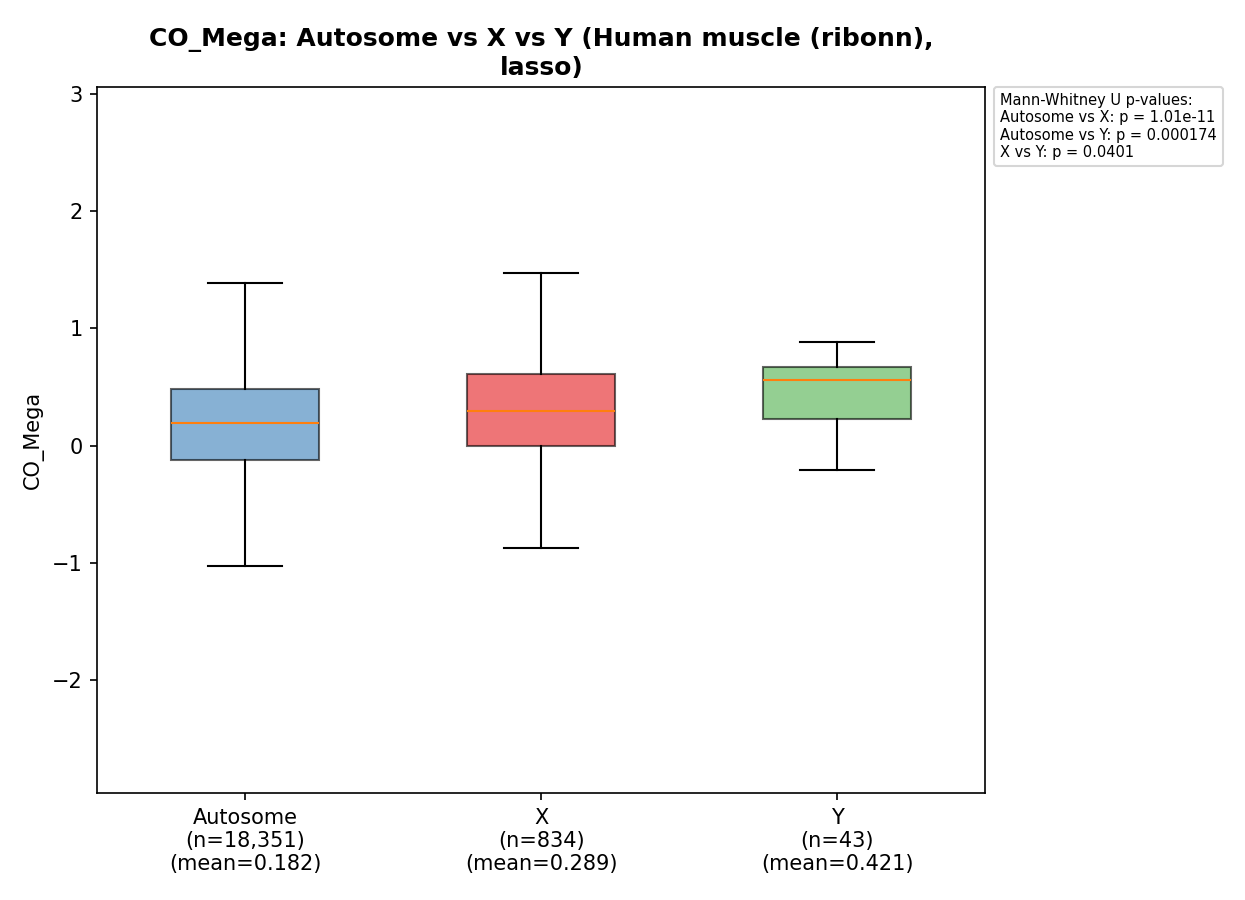 CO_Mega: Autosome vs X vs Y (Human muscle (ribonn),
lasso)
Mann-Whitney U p-values:
Autosome vs X: p = 1.01e-11
Autosome vs Y: p = 0.000174
X vs Y: p = 0.0401
CO_Mega
3
2
1
0
−1
−2
Autosome
(n=18,351)
(mean=0.182)
X
(n=834)
(mean=0.289)
Y
(n=43)
(mean=0.421)